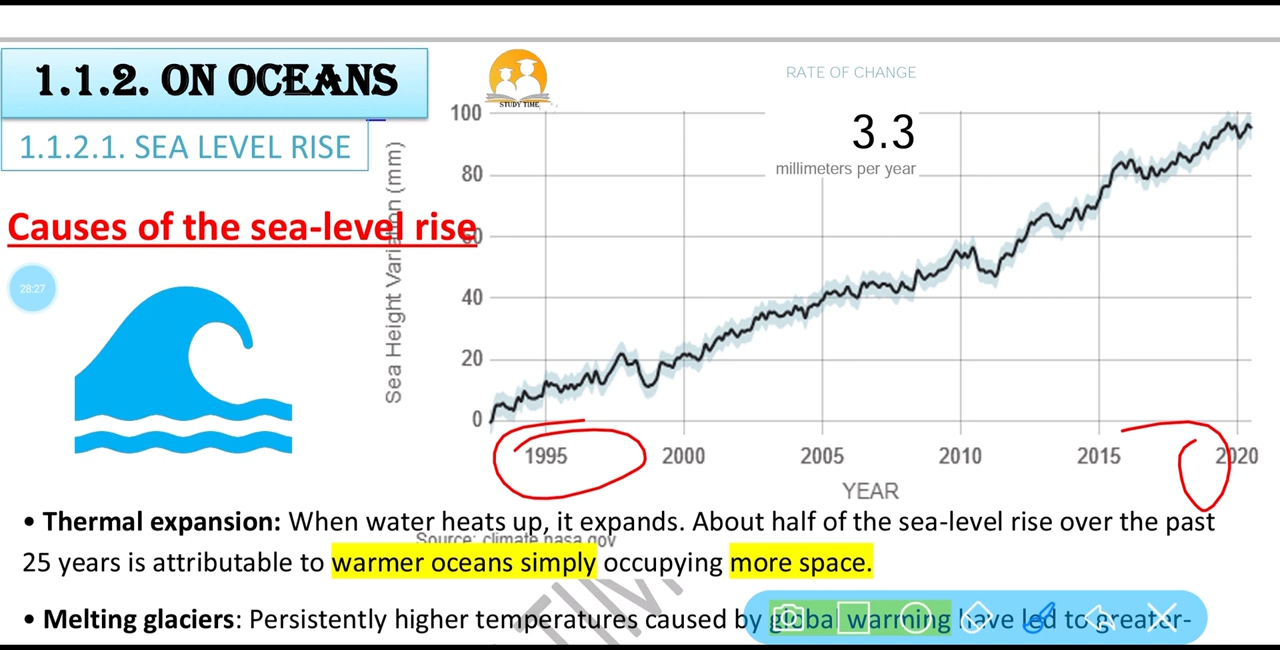 1.1.2. ON OCEANS
1.1.2.1. SEA LEVEL RISE
Causes of the sea-level rise
28:27
STUDY TIME
RATE OF CHANGE
3.3
millimeters per year
Sea Height Variation (mm)
100
80
60
40
20
0
1995 2000 2005 2010 2015 2020
YEAR
• Thermal expansion: When water heats up, it expands. About half of the sea-level rise over the past
Source: climate.nasa.gov
25 years is attributable to warmer oceans simply occupying more space.
• Melting glaciers: Persistently higher temperatures caused by global warming have led to greater-